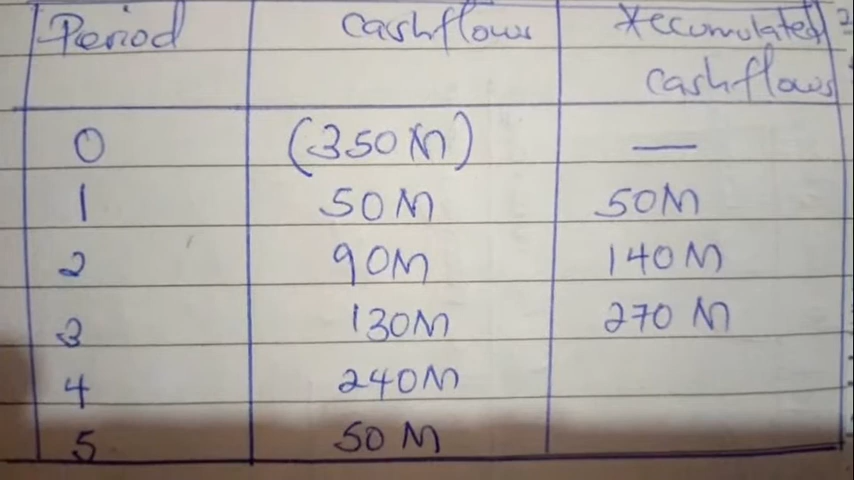 Period cashflows Accumulated
cashflows
0 (350M) —
1 50M 50M
2 90M 140M
3 130M 270M
4 240M
5 50M